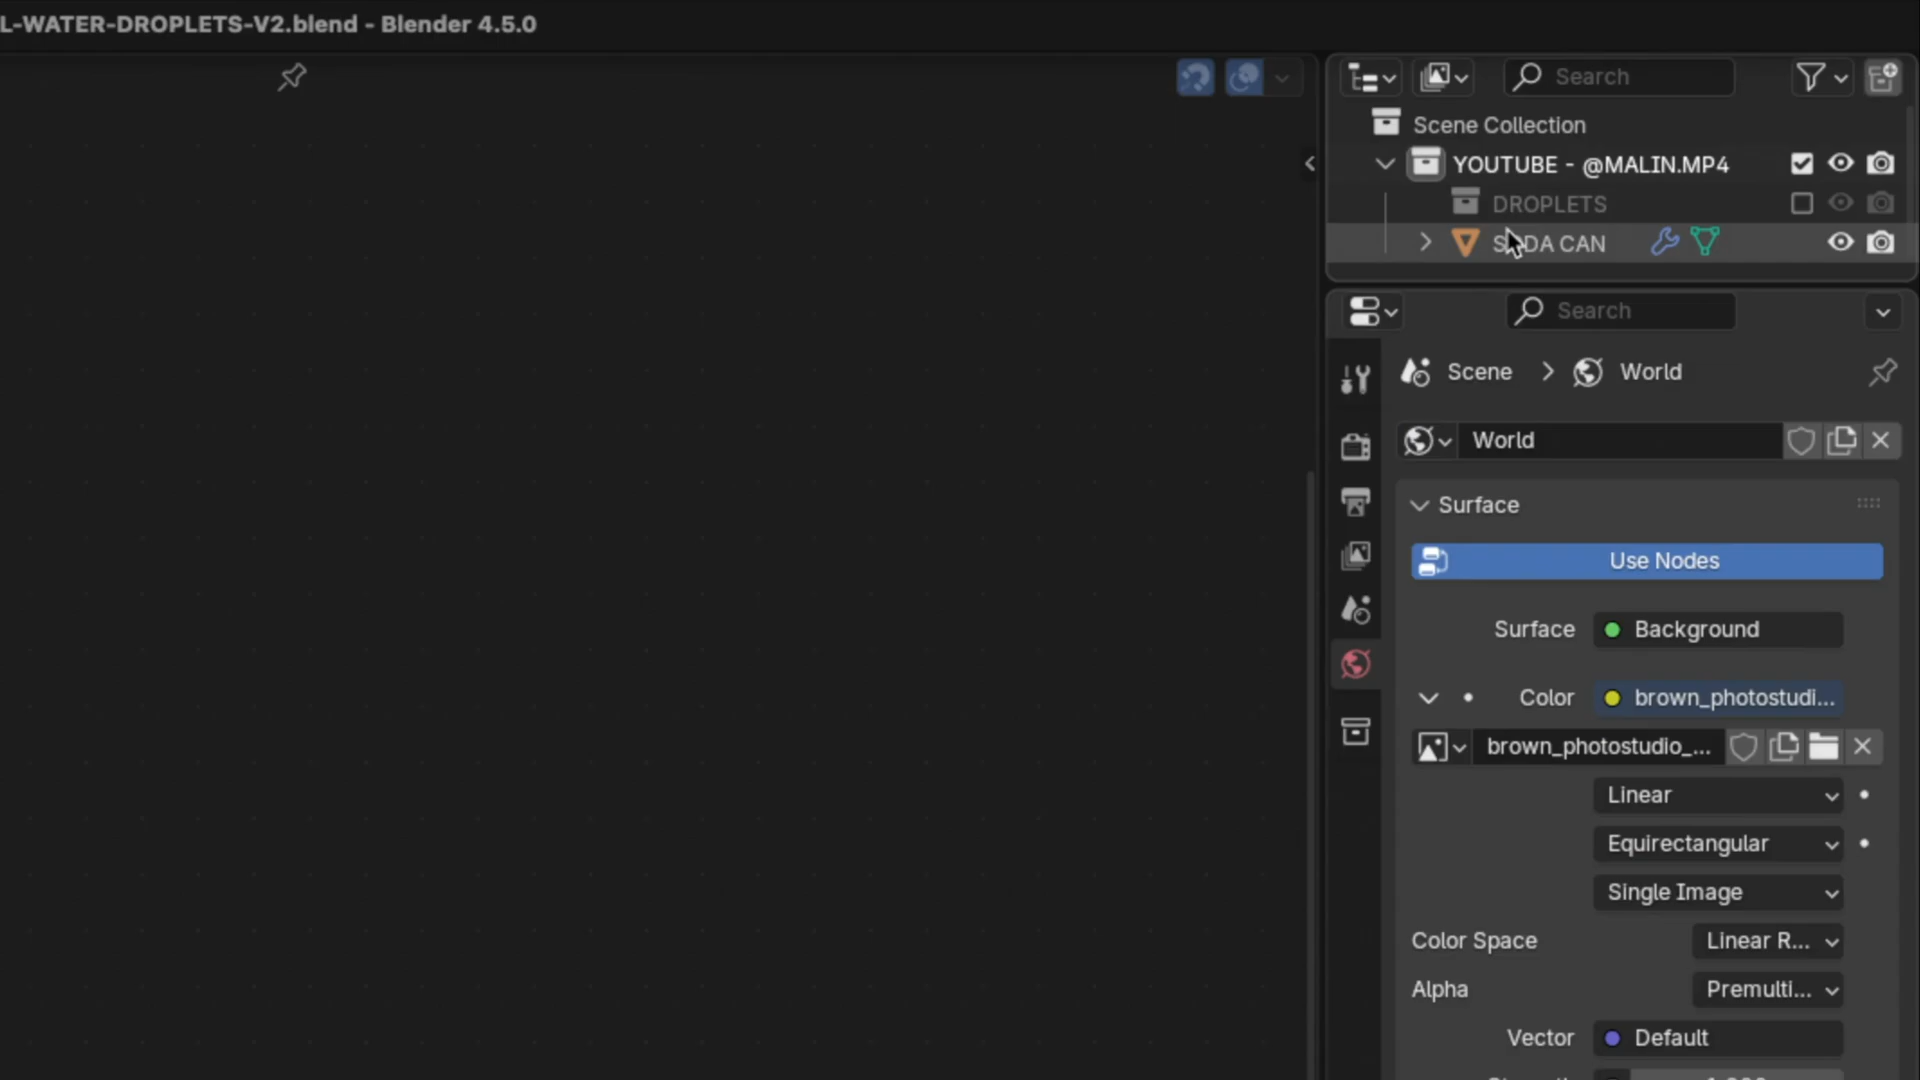 L-WATER-DROPLETS-V2.blend - Blender 4.5.0
Search
Scene Collection
YOUTUBE - @MALIN.MP4
DROPLETS
SODA CAN
Search
Scene > World
World
Surface
Use Nodes
Surface Background
Color brown_photostudi...
brown_photostudio_...
Linear
Equirectangular
Single Image
Color Space Linear R...
Alpha Premulti...
Vector Default